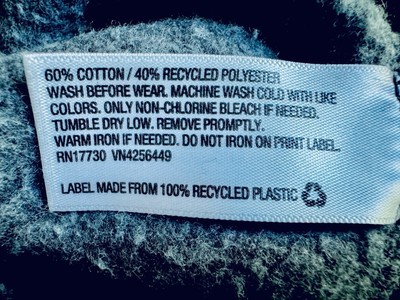 60% COTTON / 40% RECYCLED POLYESTER
WASH BEFORE WEAR. MACHINE WASH COLD WITH LIKE
COLORS. ONLY NON-CHLORINE BLEACH IF NEEDED.
TUMBLE DRY LOW. REMOVE PROMPTLY.
WARM IRON IF NEEDED. DO NOT IRON ON PRINT LABEL.
RN17730 VN4256449
LABEL MADE FROM 100% RECYCLED PLASTIC